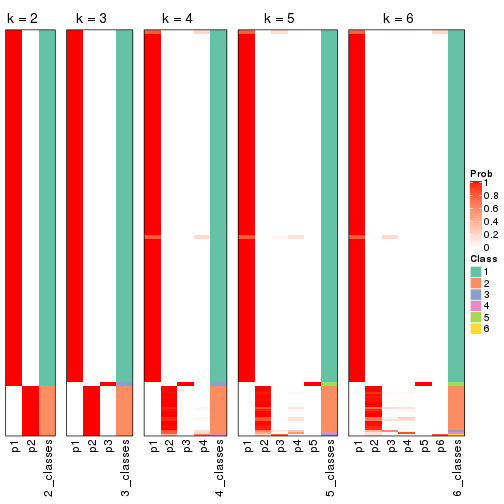 k = 2
k = 3
k = 4
k = 5
k = 6
Prob
1
0.8
0.6
0.4
0.2
0
Class
1
2
3
4
5
6
p1
p2
2_classes
p1
p2
p3
3_classes
p1
p2
p3
p4
4_classes
p1
p2
p3
p4
p5
5_classes
p1
p2
p3
p4
p5
p6
6_classes